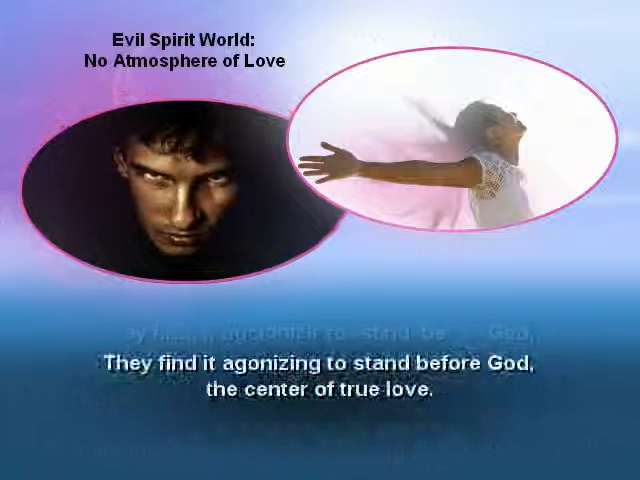 Evil Spirit World:
No Atmosphere of Love
They find it agonizing to stand before God,
the center of true love.